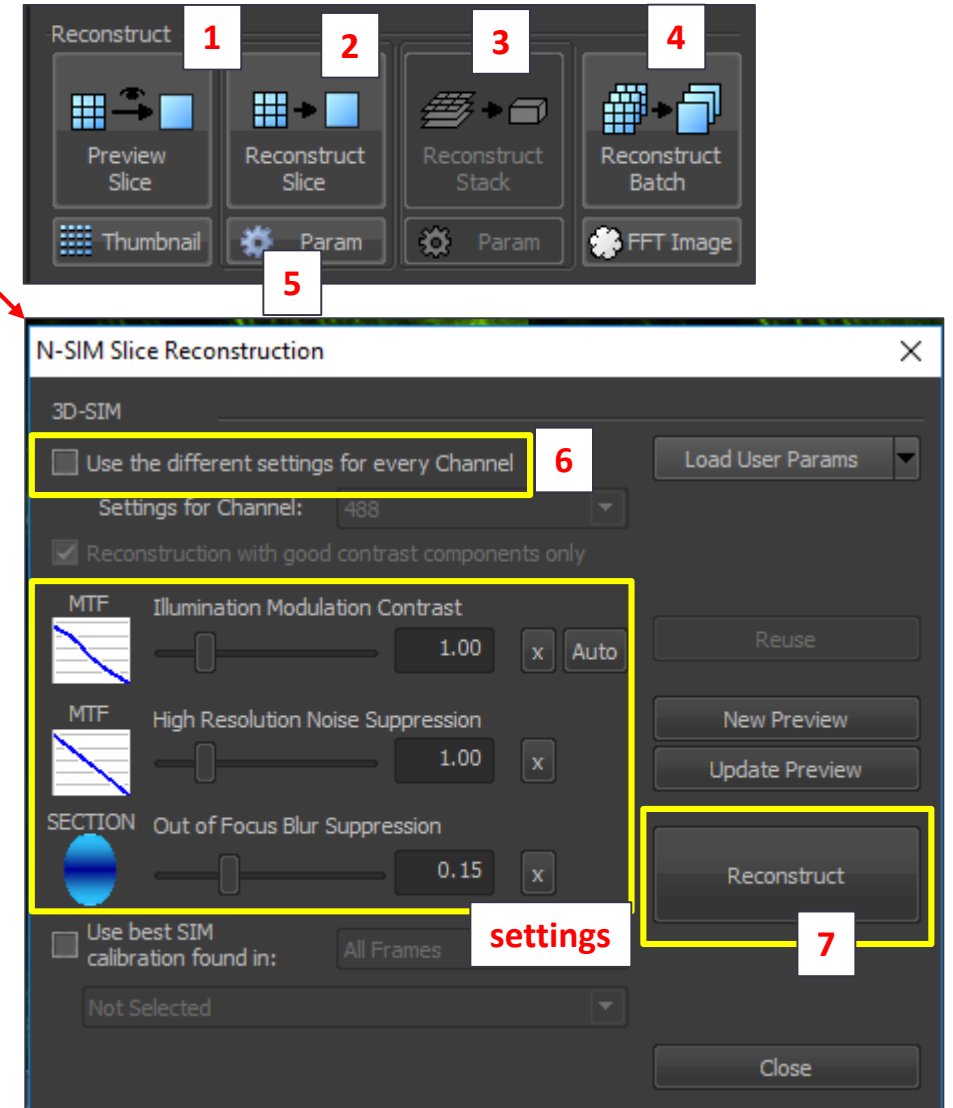 Reconstruct
1
2
3
4
Preview
Slice
Reconstruct
Slice
Reconstruct
Stack
Reconstruct
Batch
Thumbnail
Param
Param
FFT Image
5
N-SIM Slice Reconstruction
3D-SIM
Use the different settings for every Channel
6
Load User Params
Settings for Channel: 488
Reconstruction with good contrast components only
MTF
Illumination Modulation Contrast
1.00 x Auto
Reuse
MTF
High Resolution Noise Suppression
1.00 x
New Preview
Update Preview
SECTION
Out of Focus Blur Suppression
0.15 x
Reconstruct
settings
7
Use best SIM
calibration found in: All Frames
Not Selected
Close